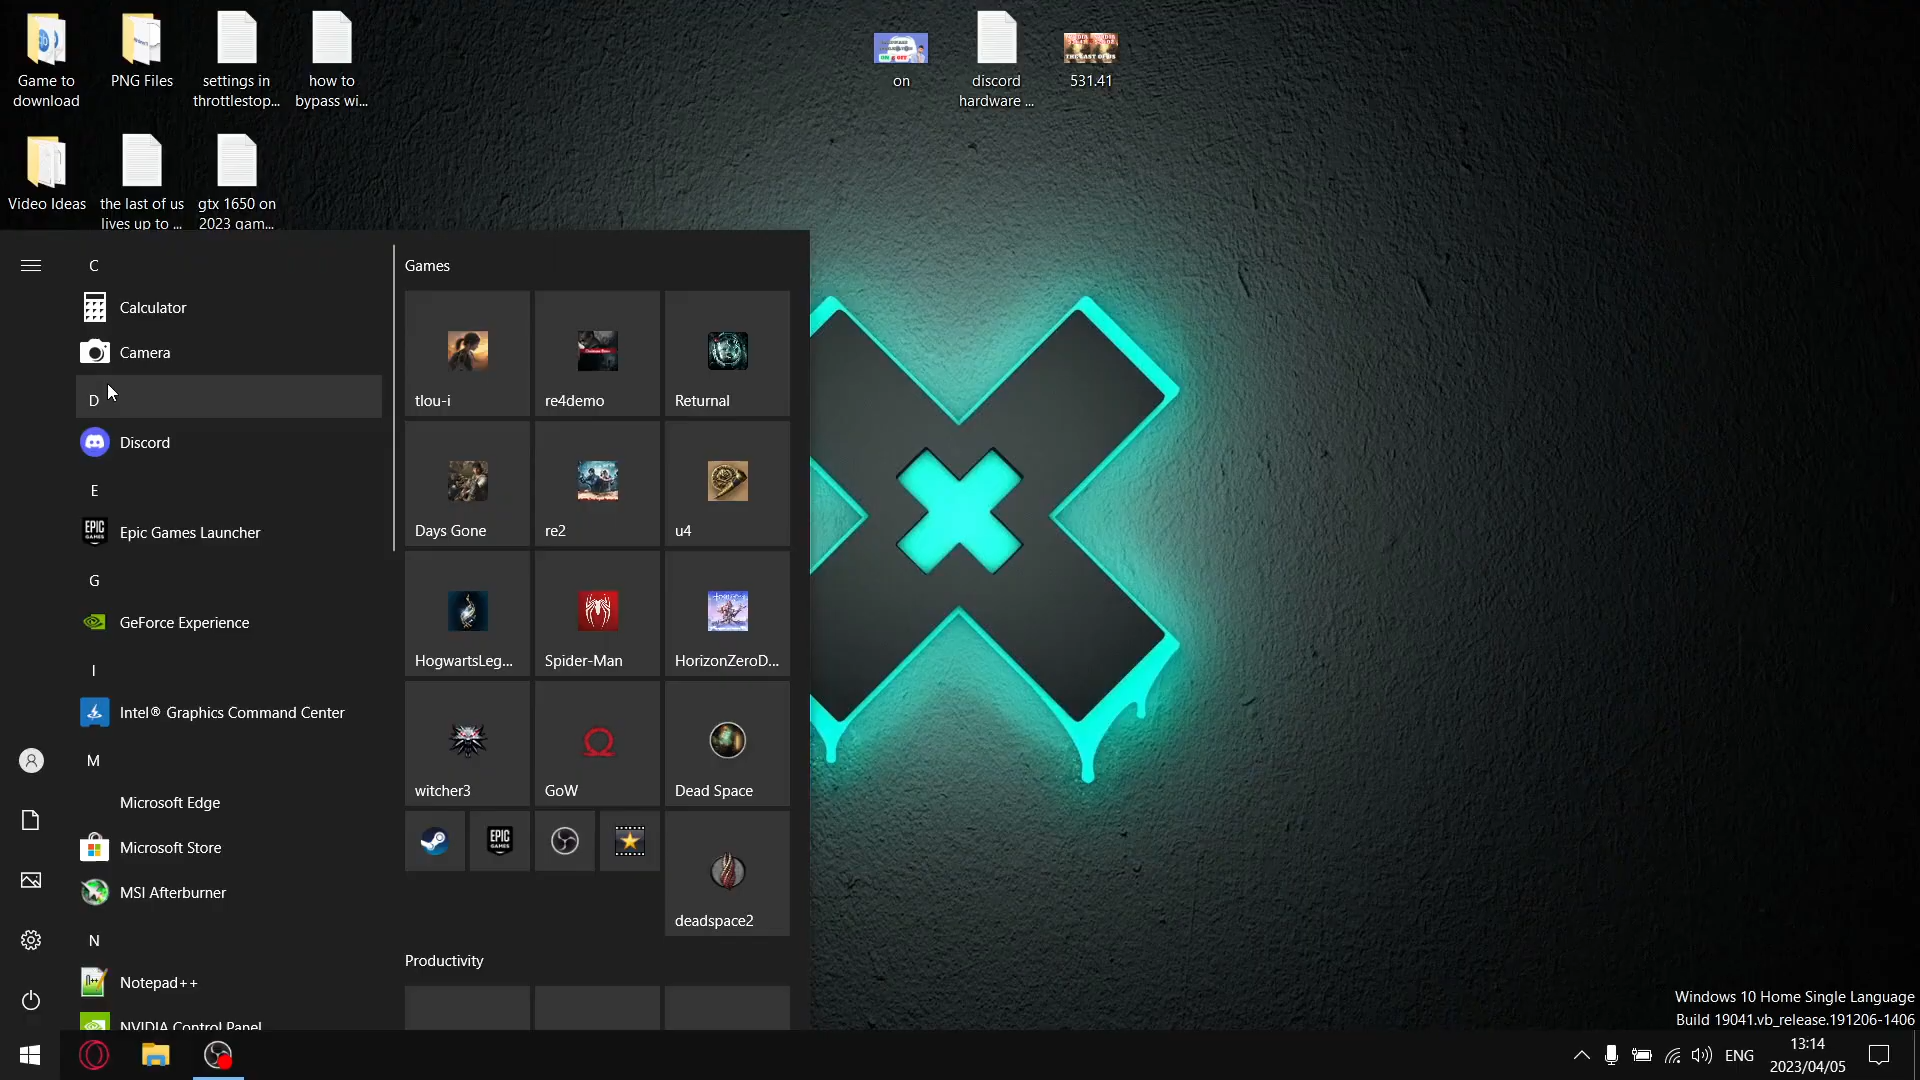 Game to
download
PNG Files
settings in
throttlestop...
how to
bypass wi...
on
discord
hardware ...
531.41
Video Ideas
the last of us
lives up to ...
gtx 1650 on
2023 gam...
C
Calculator
Camera
D
Discord
E
EPIC
GAMES
Epic Games Launcher
G
GeForce Experience
I
Intel® Graphics Command Center
M
Microsoft Edge
Microsoft Store
MSI Afterburner
N
Notepad++
NVIDIA Control Panel
Games
tlou-i
re4demo
Returnal
Days Gone
re2
u4
HogwartsLeg...
Spider-Man
HorizonZeroD...
witcher3
GoW
Dead Space
EPIC
GAMES
deadspace2
Productivity
Windows 10 Home Single Language
Build 19041.vb_release.191206-1406
ENG
13:14
2023/04/05